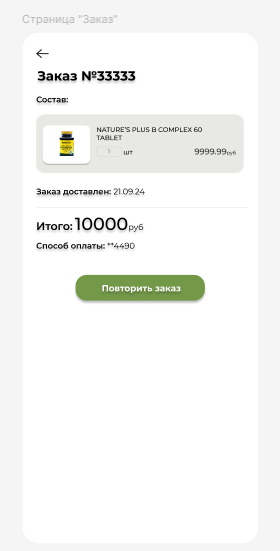 Страница "Заказ"
Заказ №33333
Состав:
NATURE'S PLUS B COMPLEX 60
TABLET
1 шт 9999.99руб
Заказ доставлен: 21.09.24
Итого: 10000руб
Способ оплаты: **4490
Повторить заказ